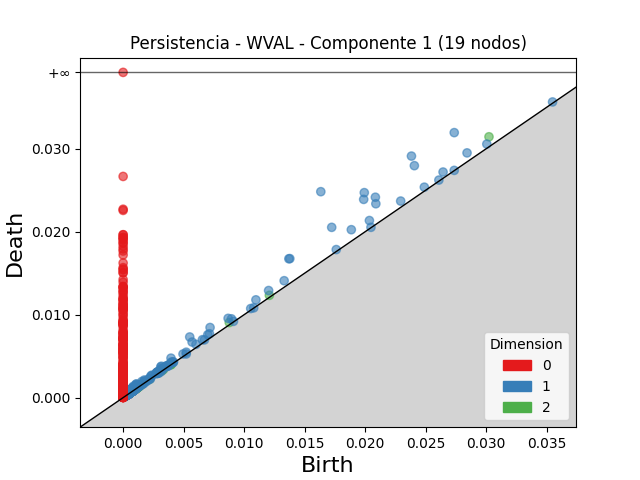 Persistencia - WVAL - Componente 1 (19 nodos)
+∞
0.030
0.020
0.010
0.000
Death
0.000 0.005 0.010 0.015 0.020 0.025 0.030 0.035
Birth
Dimension
0
1
2